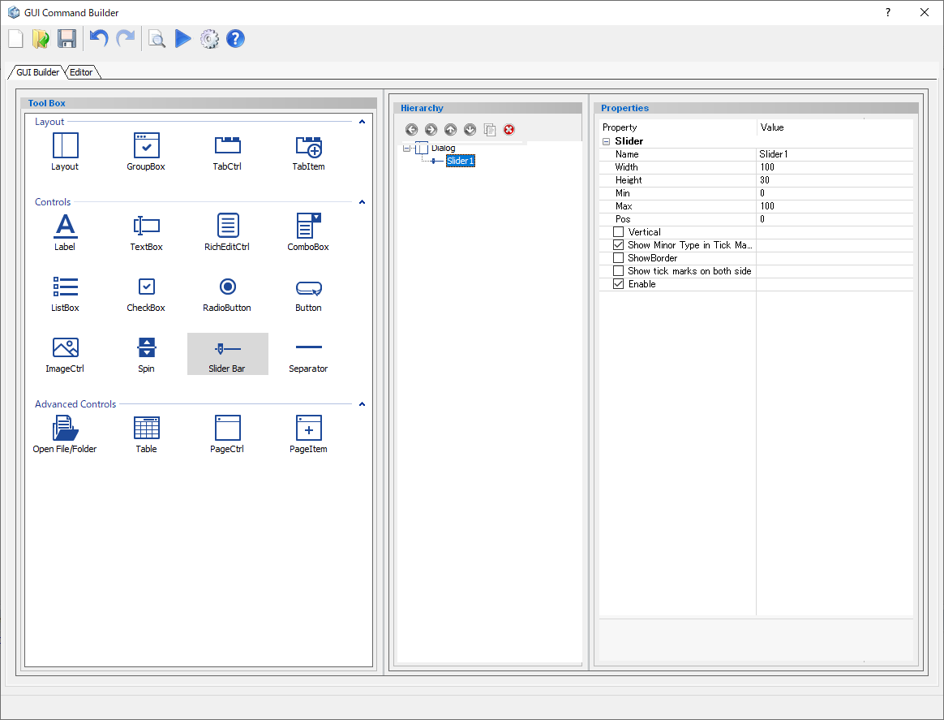 GUI Command Builder
?
GUI Builder Editor
Tool Box
Layout
Layout GroupBox TabCtrl TabItem
Controls
Label TextBox RichEditCtrl ComboBox
ListBox CheckBox RadioButton Button
ImageCtrl Spin Slider Bar Separator
Advanced Controls
Open File/Folder Table PageCtrl PageItem
Hierarchy
Dialog
Slider1
Properties
Property Value
Slider
Name Slider1
Width 100
Height 30
Min 0
Max 100
Pos 0
Vertical
Show Minor Type in Tick Ma...
ShowBorder
Show tick marks on both side
Enable